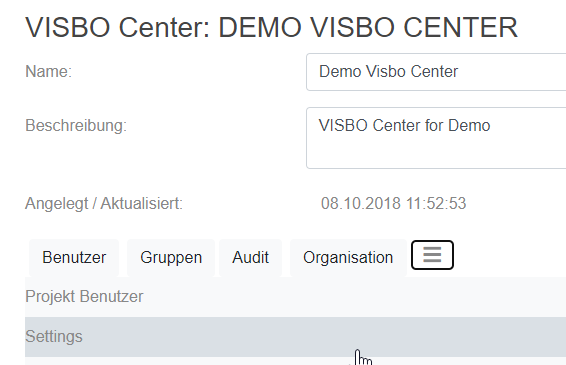 VISBO Center: DEMO VISBO CENTER
Name: Demo Visbo Center
Beschreibung: VISBO Center for Demo
Angelegt / Aktualisiert: 08.10.2018 11:52:53
Benutzer Gruppen Audit Organisation
Projekt Benutzer
Settings